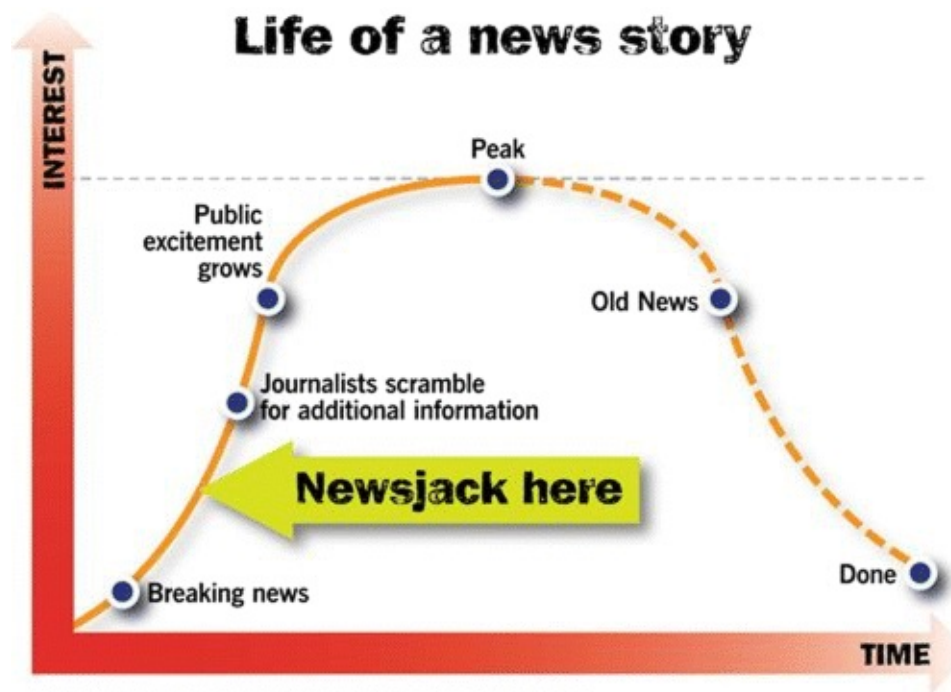 Life of a news story
INTEREST
Peak
Public
excitement
grows
Old News
Journalists scramble
for additional information
Newsjack here
Breaking news
Done
TIME